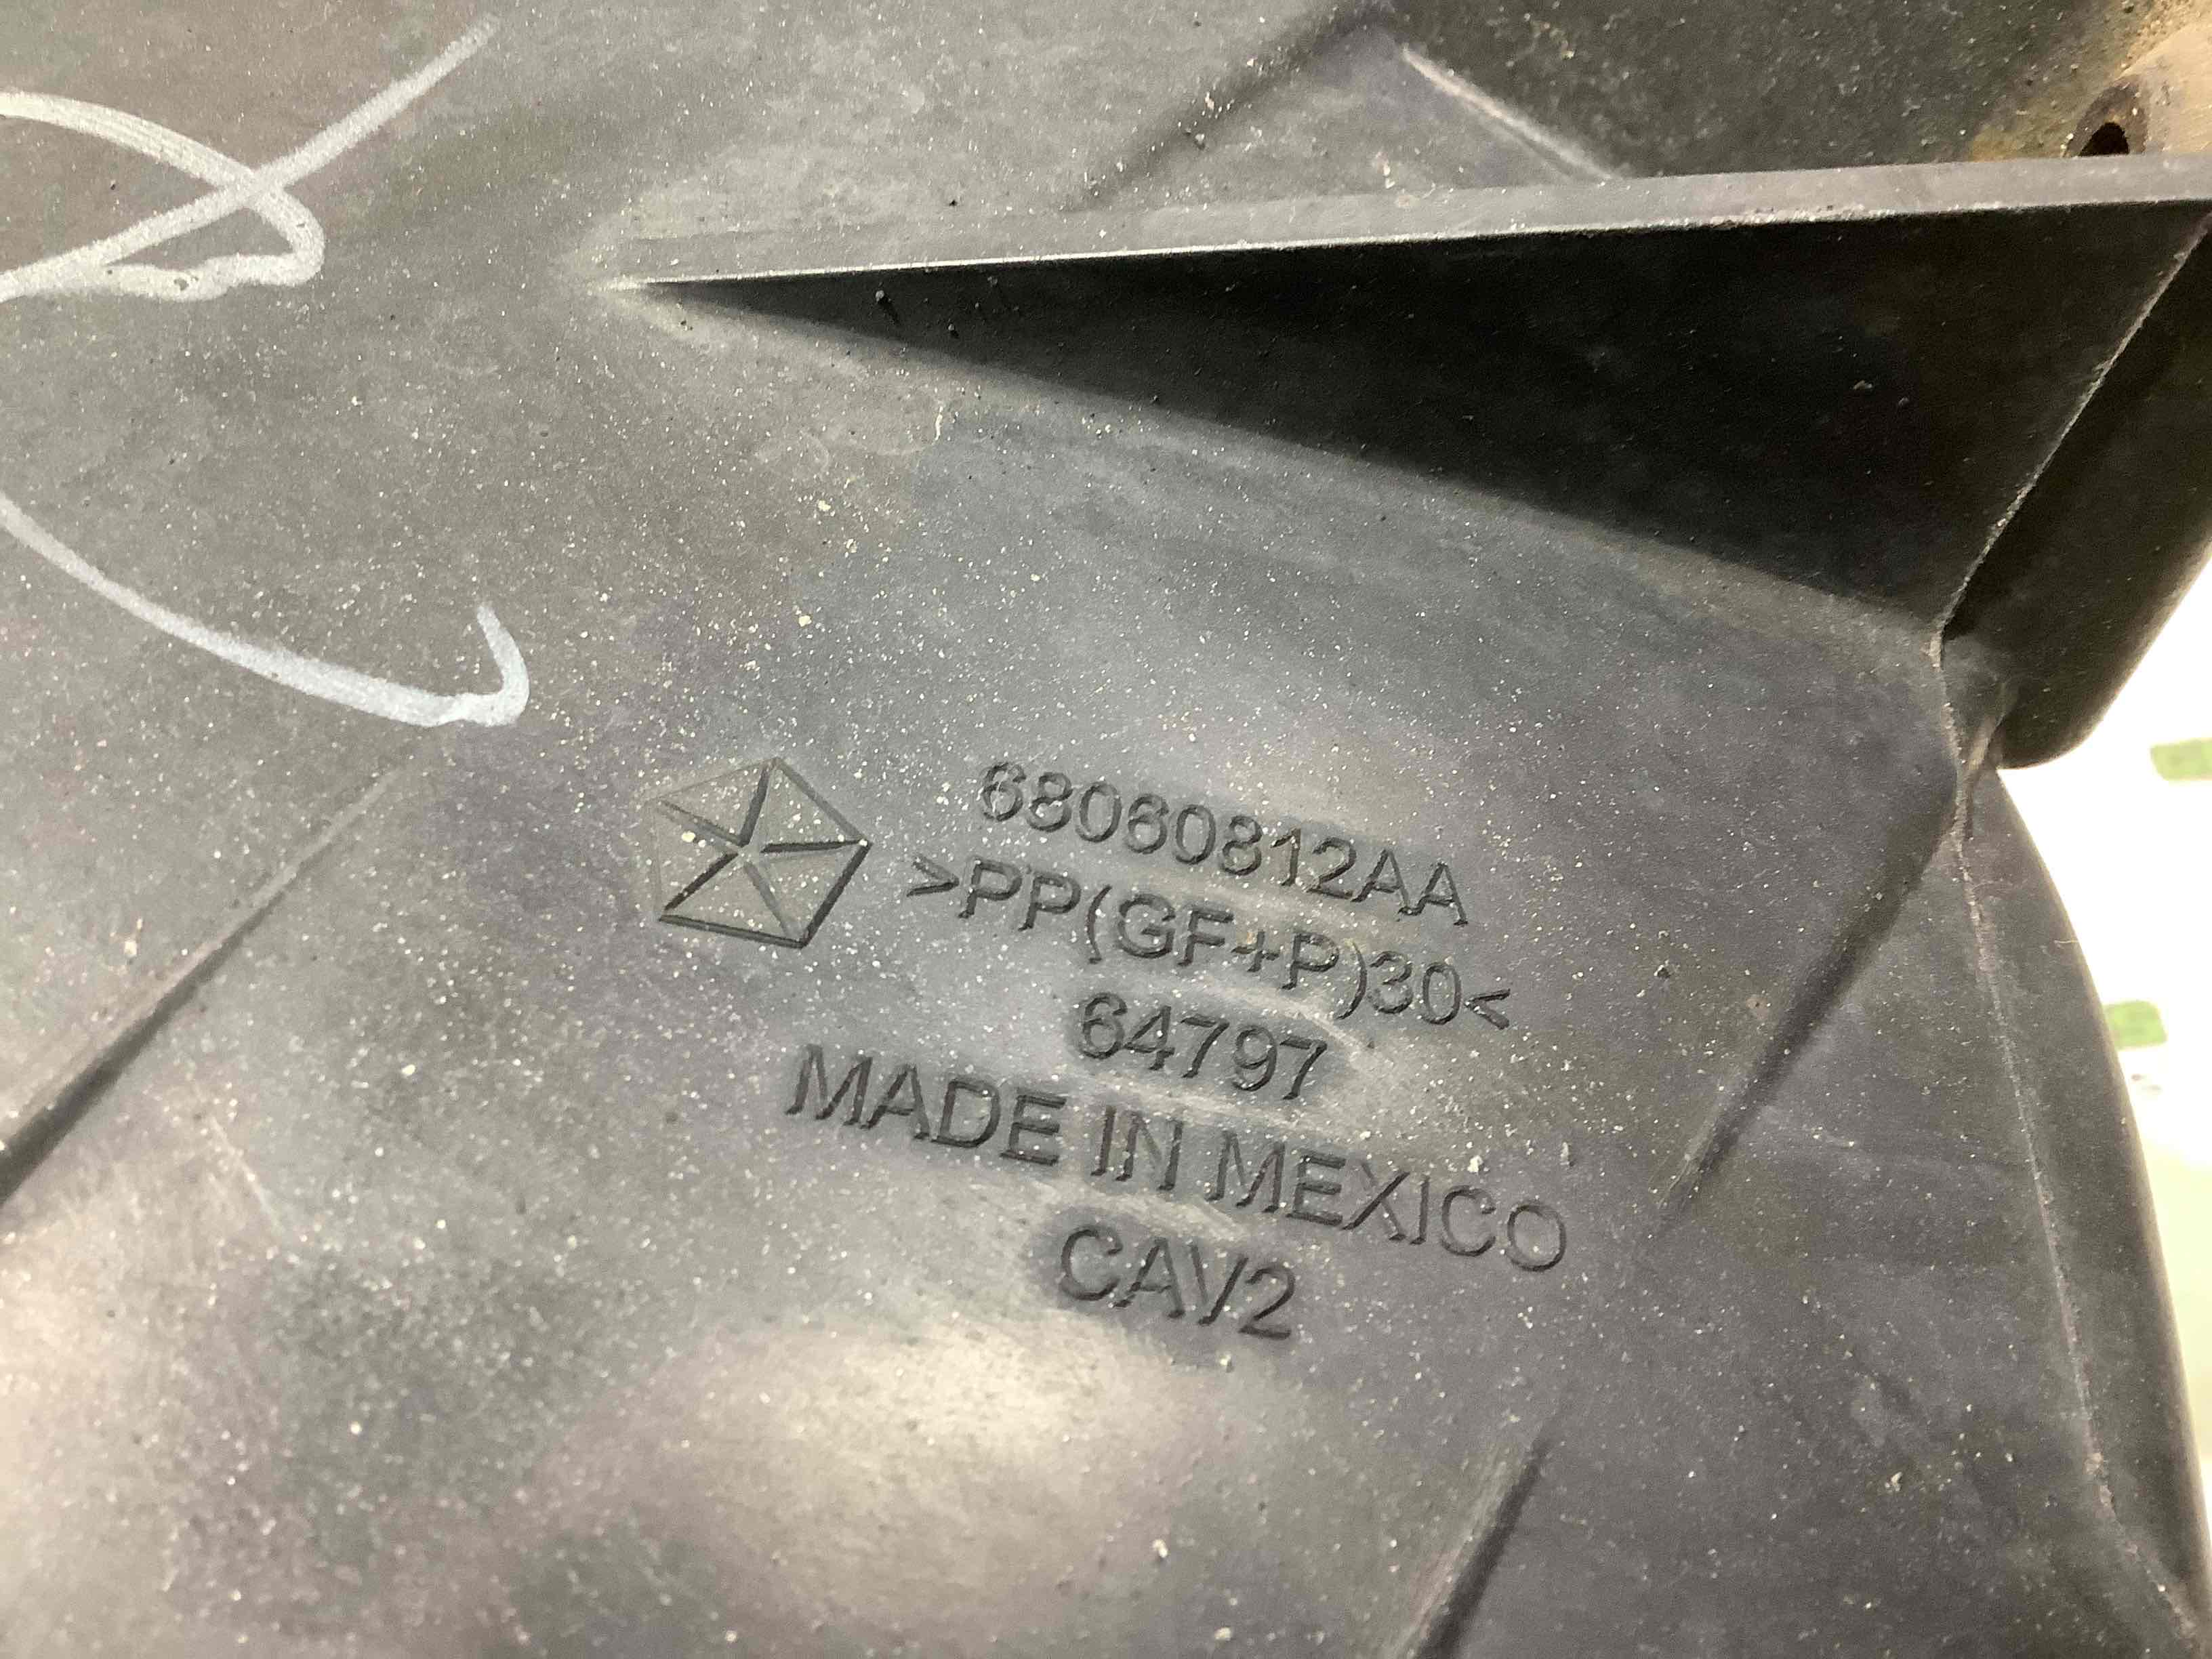 68060812AA
>PP(GF+P)30<
64797
MADE IN MEXICO
CAV2